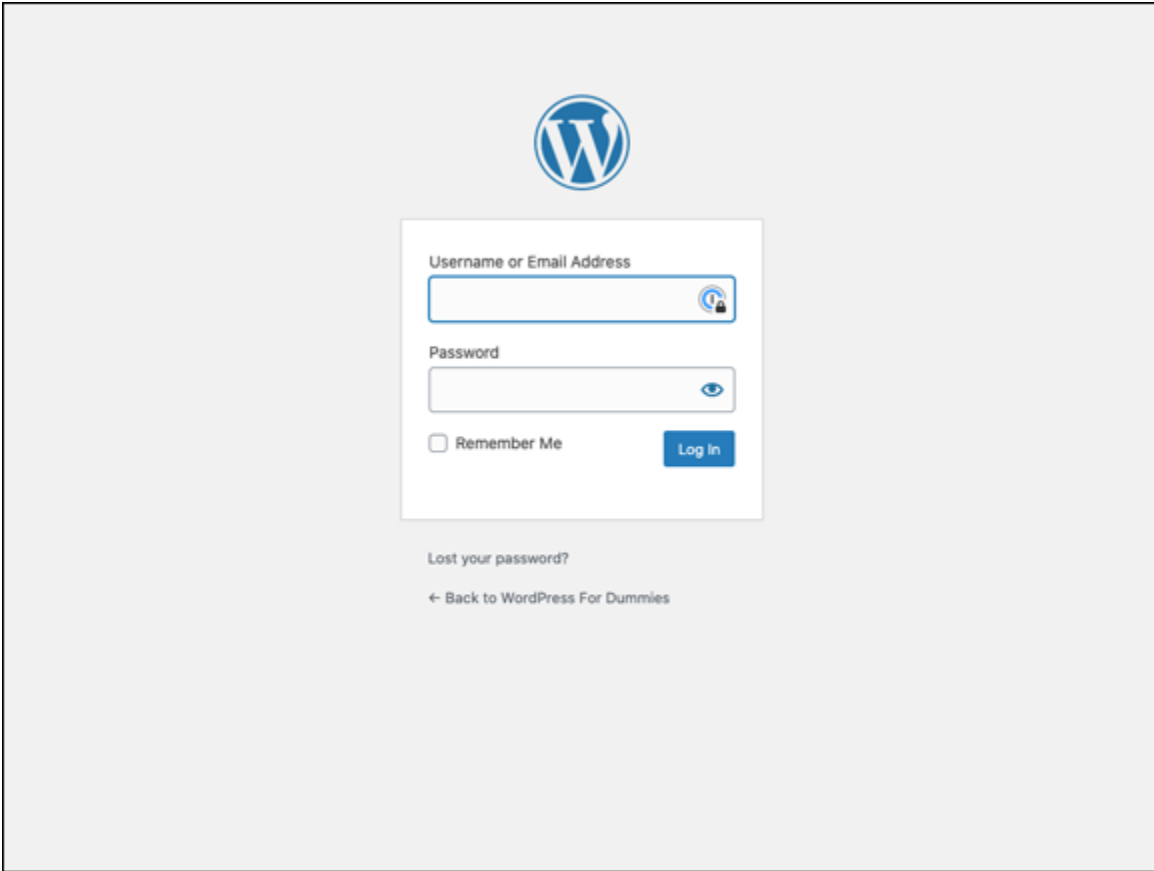 Username or Email Address
Password
Remember Me
Log In
Lost your password?
← Back to WordPress For Dummies